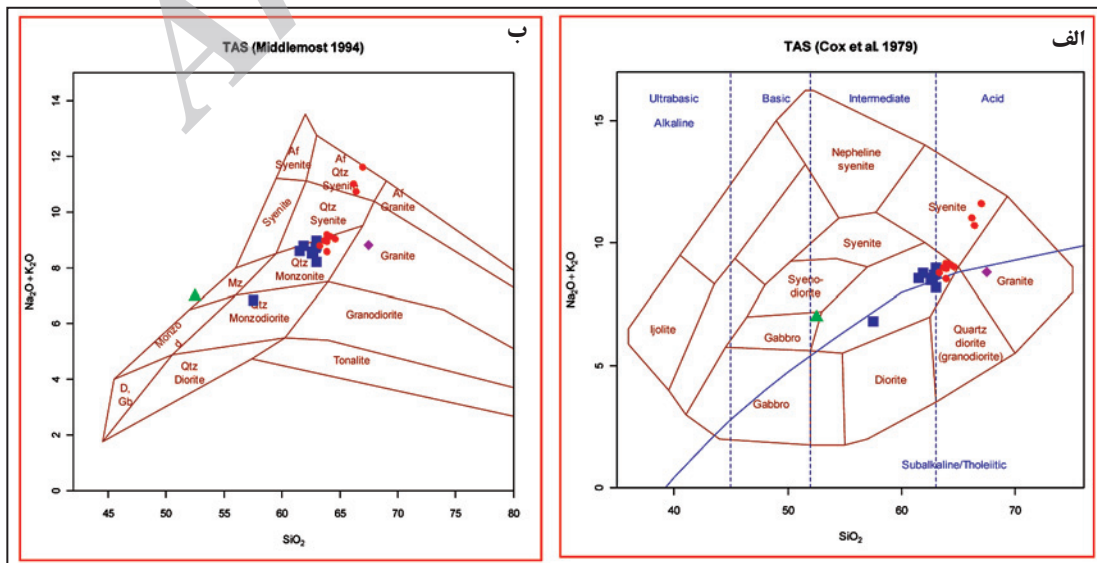 ب
TAS (Middlemost 1994)
14
12
10
8
6
4
2
0
Na₂O + K₂O
Af
Syenite
Af
Qtz
Syenite
Af
Granite
Syenite
Qtz
Syenite
Granite
Qtz
Monzonite
Mz
Qtz
Monzodiorite
Monzo
d
Granodiorite
Tonalite
Qtz
Diorite
D,
Gb
45
50
55
60
65
70
75
80
SiO₂
الف
TAS (Cox et al. 1979)
15
10
5
0
Na₂O + K₂O
Ultrabasic
Basic
Intermediate
Acid
Alkaline
Nepheline
syenite
Syenite
Syenite
Syeno-
diorite
Granite
Ijolite
Gabbro
Quartz
diorite
(granodiorite)
Diorite
Gabbro
Subalkaline/Tholeiitic
40
50
60
70
SiO₂